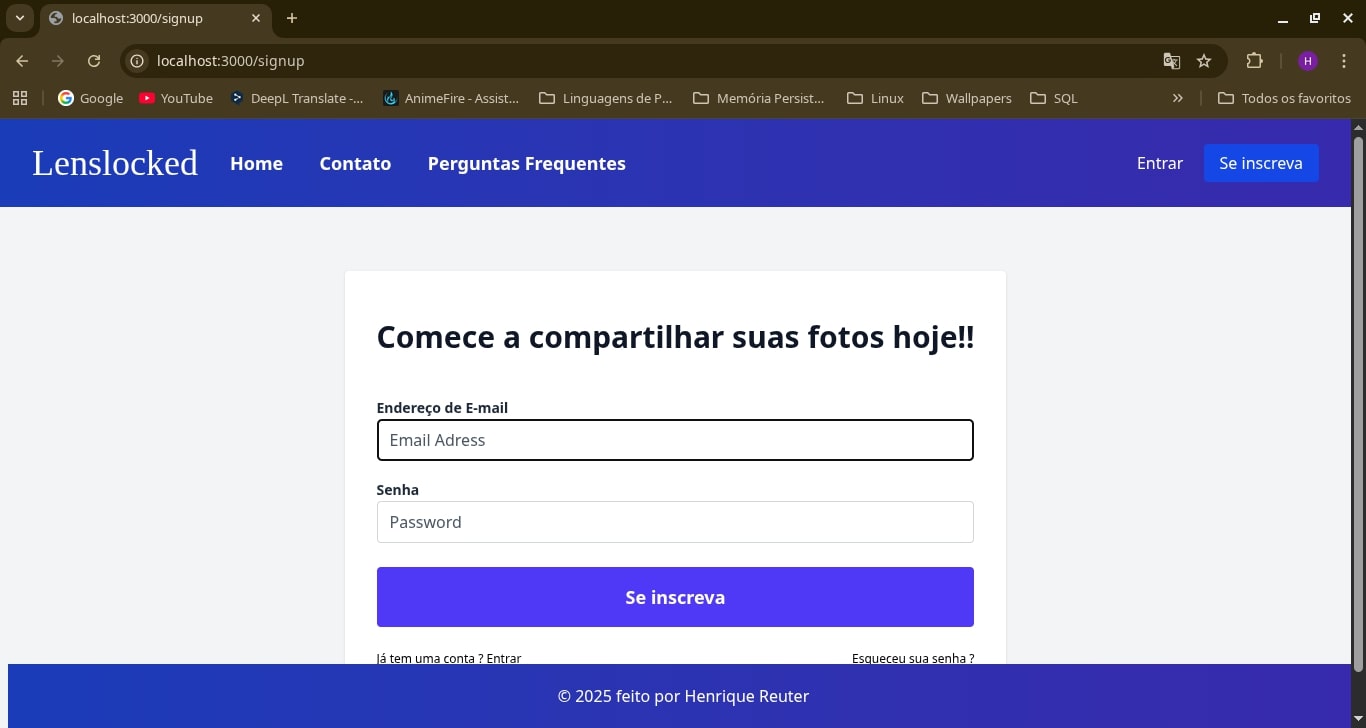 localhost:3000/signup
localhost:3000/signup
H
Google YouTube DeepL Translate -... AnimeFire - Assist... Linguagens de P... Memória Persist... Linux Wallpapers SQL Todos os favoritos
Lenslocked Home Contato Perguntas Frequentes Entrar Se inscreva
Comece a compartilhar suas fotos hoje!!
Endereço de E-mail
Email Adress
Senha
Password
Se inscreva
Já tem uma conta ? Entrar Esqueceu sua senha ?
© 2025 feito por Henrique Reuter